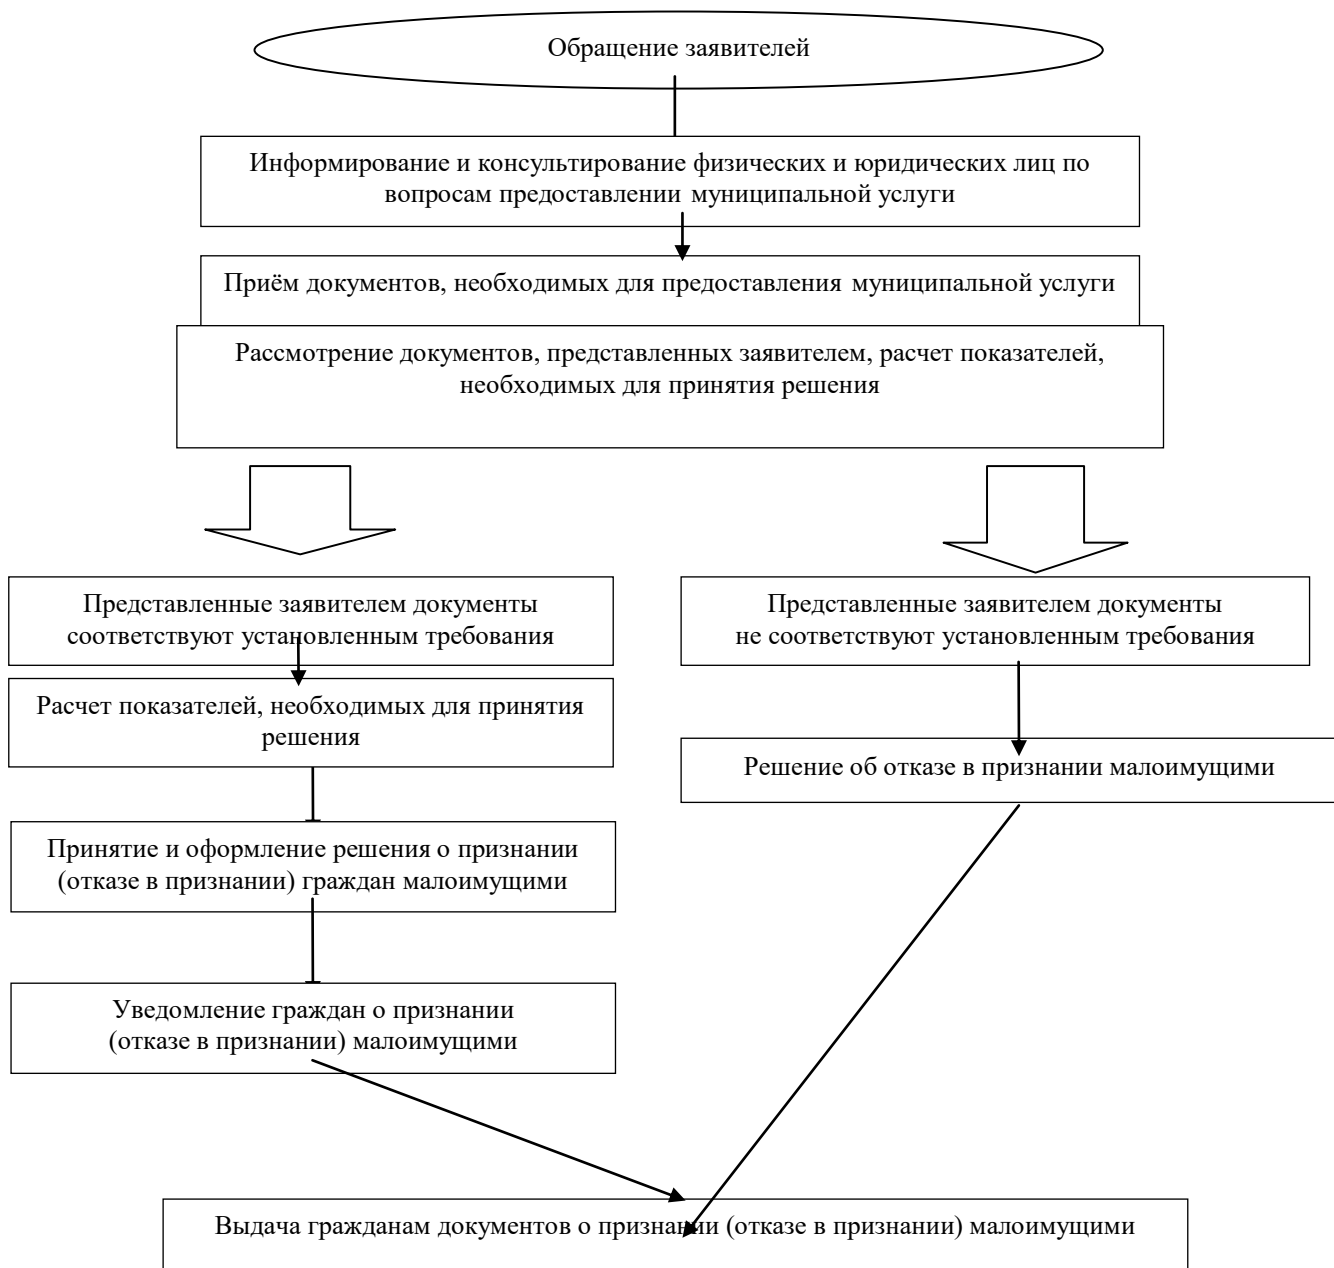 Обращение заявителей
Информирование и консультирование физических и юридических лиц по
вопросам предоставлении муниципальной услуги
Приём документов, необходимых для предоставления муниципальной услуги
Рассмотрение документов, представленных заявителем, расчет показателей,
необходимых для принятия решения
Представленные заявителем документы
соответствуют установленным требования
Расчет показателей, необходимых для принятия
решения
Принятие и оформление решения о признании
(отказе в признании) граждан малоимущими
Уведомление граждан о признании
(отказе в признании) малоимущими
Представленные заявителем документы
не соответствуют установленным требования
Решение об отказе в признании малоимущими
Выдача гражданам документов о признании (отказе в признании) малоимущими